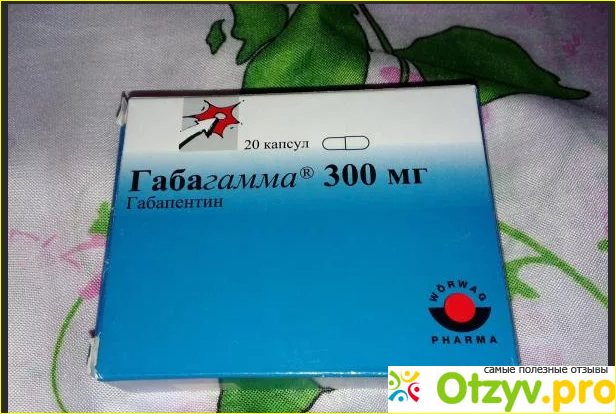 20 капсул
Габагамма® 300 мг
Габапентин
WÖRWAG
PHARMA
самые полезные отзывы
Otzyv.pro